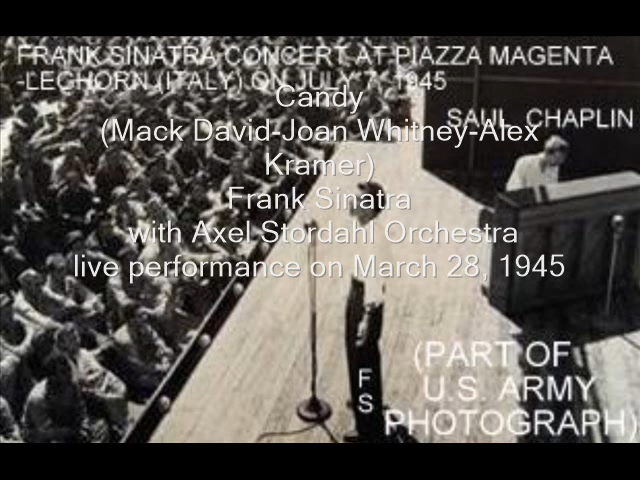 FRANK SINATRA CONCERT AT PIAZZA MAGENTA
-LEGHORN (ITALY) ON JULY 7, 1945
Candy
SAUL CHAPLIN
(Mack David-Joan Whitney-Alex
Kramer)
Frank Sinatra
with Axel Stordahl Orchestra
live performance on March 28, 1945
(PART OF
U.S. ARMY
PHOTOGRAPH)
F
S